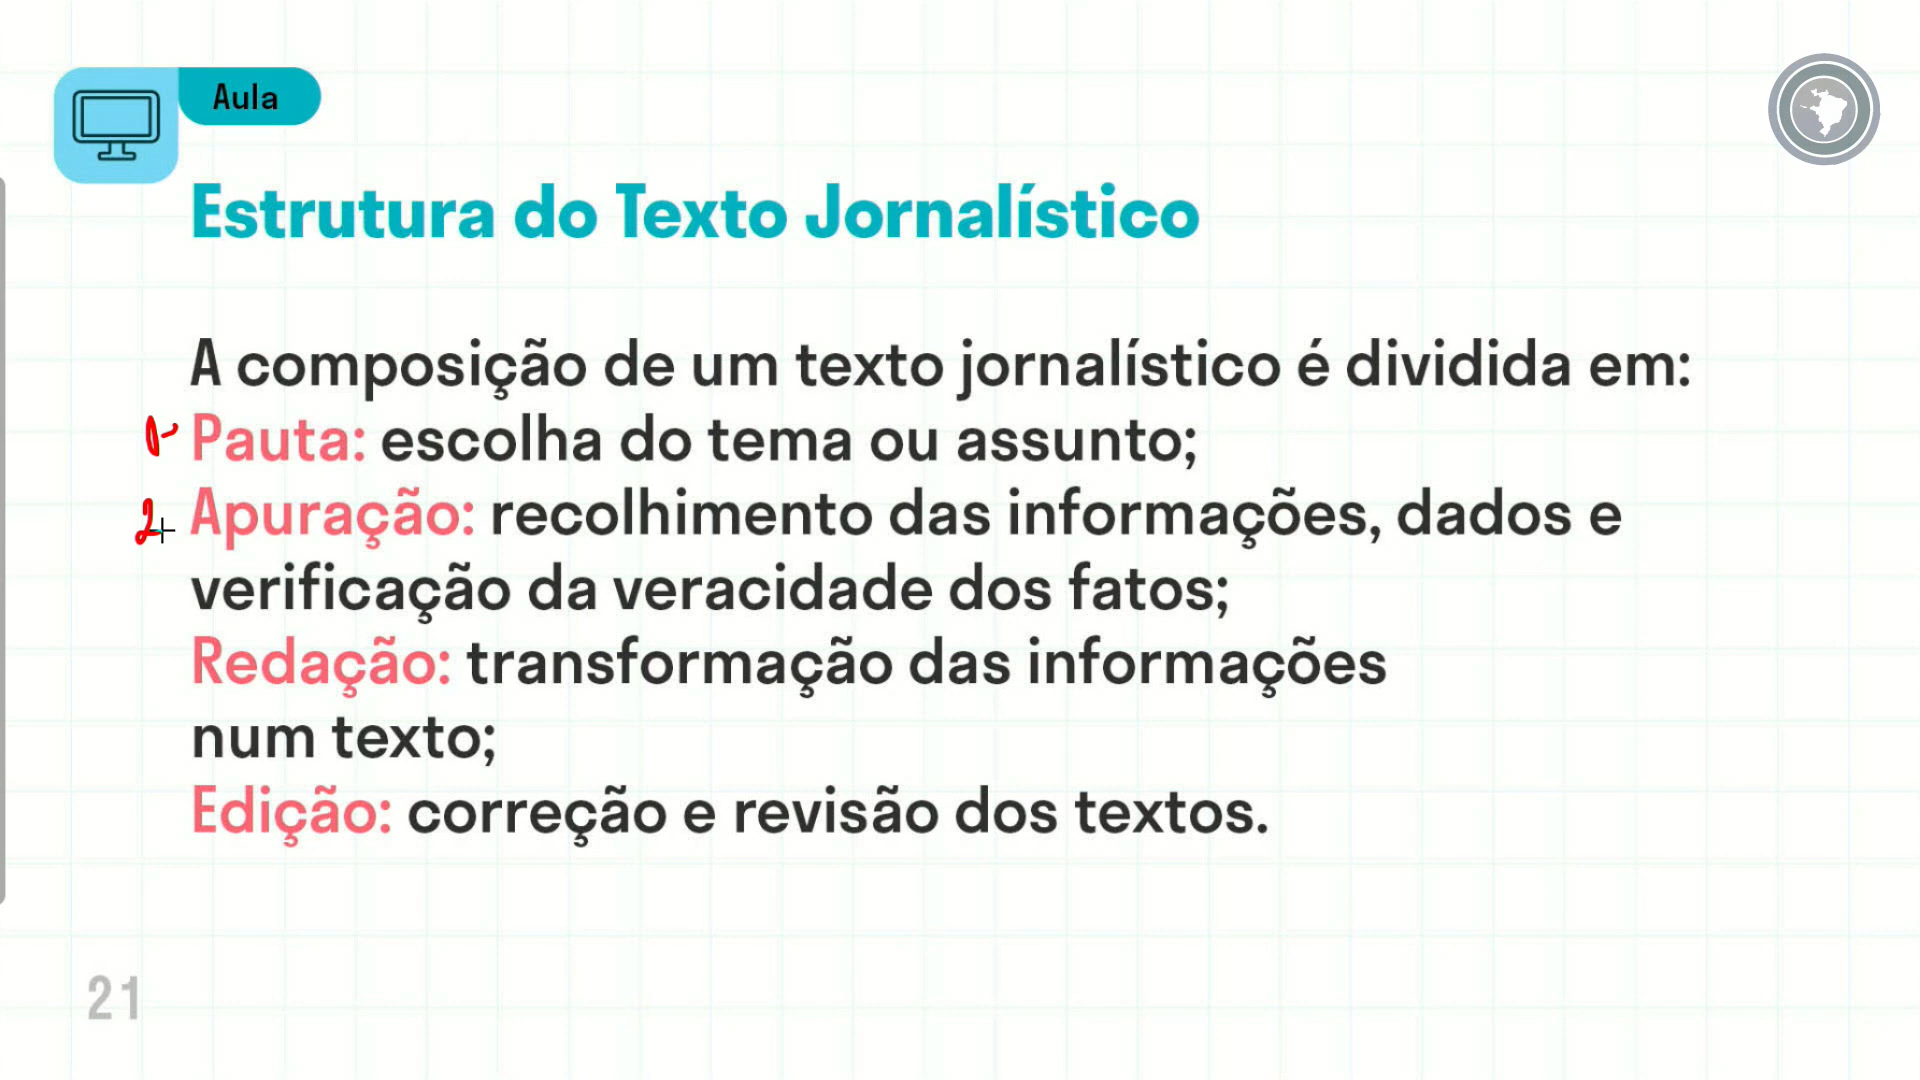 Aula
Estrutura do Texto Jornalístico
A composição de um texto jornalístico é dividida em:
1- Pauta: escolha do tema ou assunto;
2 Apuração: recolhimento das informações, dados e
verificação da veracidade dos fatos;
Redação: transformação das informações
num texto;
Edição: correção e revisão dos textos.
21